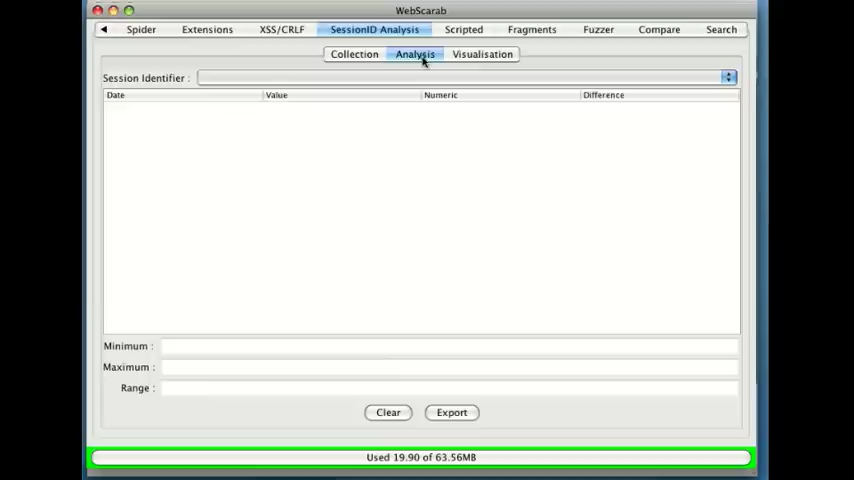 WebScarab
Spider Extensions XSS/CRLF SessionID Analysis Scripted Fragments Fuzzer Compare Search
Collection Analysis Visualisation
Session Identifier :
Date Value Numeric Difference
Minimum :
Maximum :
Range :
Clear Export
Used 19.90 of 63.56MB